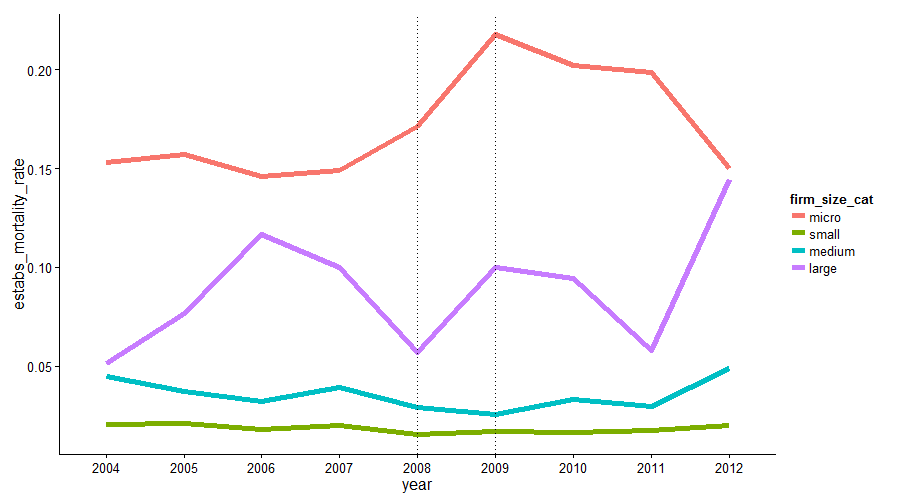 estabs_mortality_rate
0.20
0.15
0.10
0.05
2004 2005 2006 2007 2008 2009 2010 2011 2012
year
firm_size_cat
micro
small
medium
large